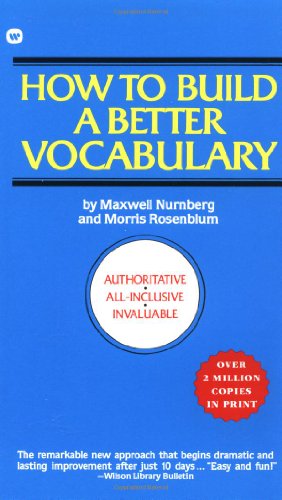 HOW TO BUILD
A BETTER
VOCABULARY
by Maxwell Nurnberg
and Morris Rosenblum
AUTHORITATIVE
•
ALL-INCLUSIVE
•
INVALUABLE
OVER
2 MILLION
COPIES
IN PRINT
The remarkable new approach that begins dramatic and
lasting improvement after just 10 days... "Easy and fun!"
—Wilson Library Bulletin